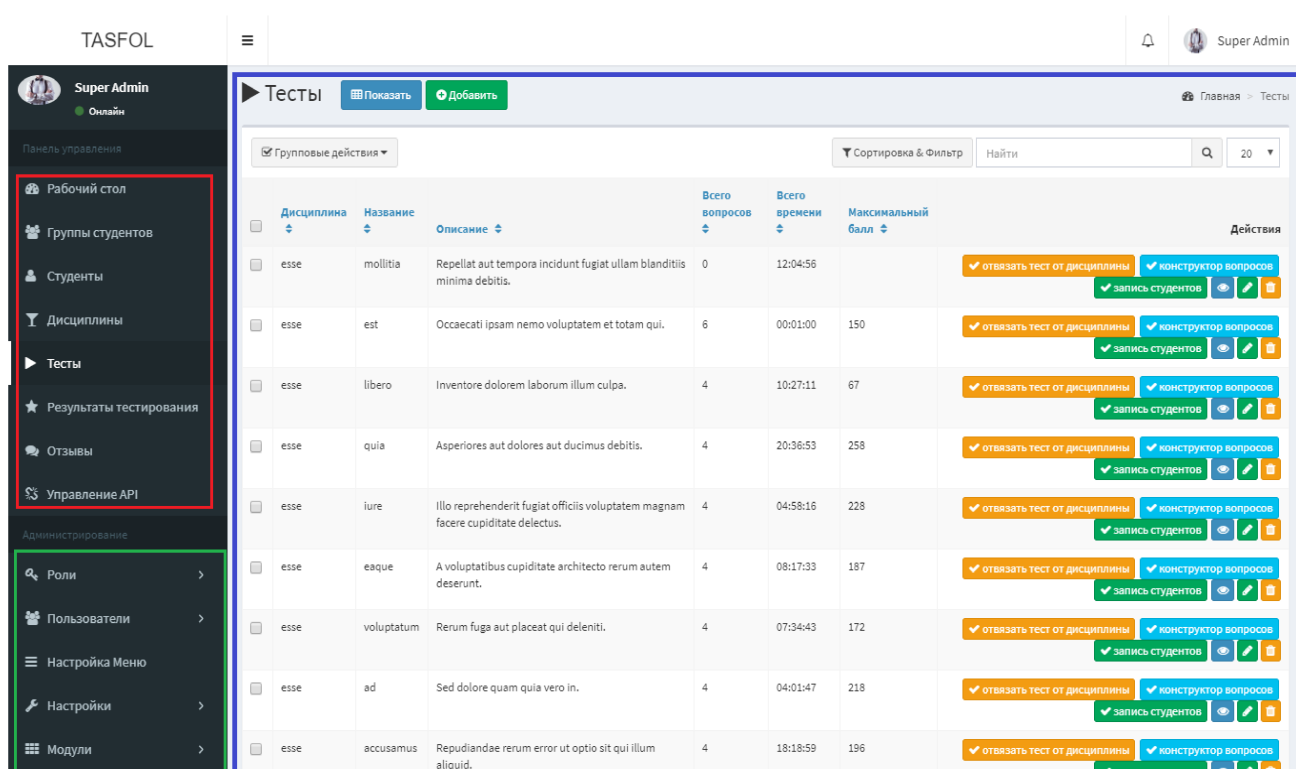 TASFOL
Super Admin
Super Admin
Онлайн
Панель управления
Рабочий стол
Группы студентов
Студенты
Дисциплины
Тесты
Результаты тестирования
Отзывы
Управление API
Администрирование
Роли
Пользователи
Настройка Меню
Настройки
Модули
Тесты Показать Добавить
Главная > Тесты
Групповые действия Сортировка & Фильтр Найти 20
Дисциплина Название Описание Всего вопросов Всего времени Максимальный балл Действия
esse mollitia Repellat aut tempora incidunt fugiat ullam blanditiis 0 12:04:56 отвязать тест от дисциплины конструктор вопросов
minima debitis. запись студентов
esse est Occaecati ipsam nemo voluptatem et totam qui. 6 00:01:00 150 отвязать тест от дисциплины конструктор вопросов
запись студентов
esse libero Inventore dolorem laborum illum culpa. 4 10:27:11 67 отвязать тест от дисциплины конструктор вопросов
запись студентов
esse quia Asperiores aut dolores aut ducimus debitis. 4 20:36:53 258 отвязать тест от дисциплины конструктор вопросов
запись студентов
esse iure Illo reprehenderit fugiat officiis voluptatem magnam 4 04:58:16 228 отвязать тест от дисциплины конструктор вопросов
facere cupiditate delectus. запись студентов
esse eaque A voluptatibus cupiditate architecto rerum autem 4 08:17:33 187 отвязать тест от дисциплины конструктор вопросов
deserunt. запись студентов
esse voluptatum Rerum fuga aut placeat qui deleniti. 4 07:34:43 172 отвязать тест от дисциплины конструктор вопросов
запись студентов
esse ad Sed dolore quam quia vero in. 4 04:01:47 218 отвязать тест от дисциплины конструктор вопросов
запись студентов
esse accusamus Repudiandae rerum error ut optio sit qui illum 4 18:18:59 196 отвязать тест от дисциплины конструктор вопросов
aliquid.